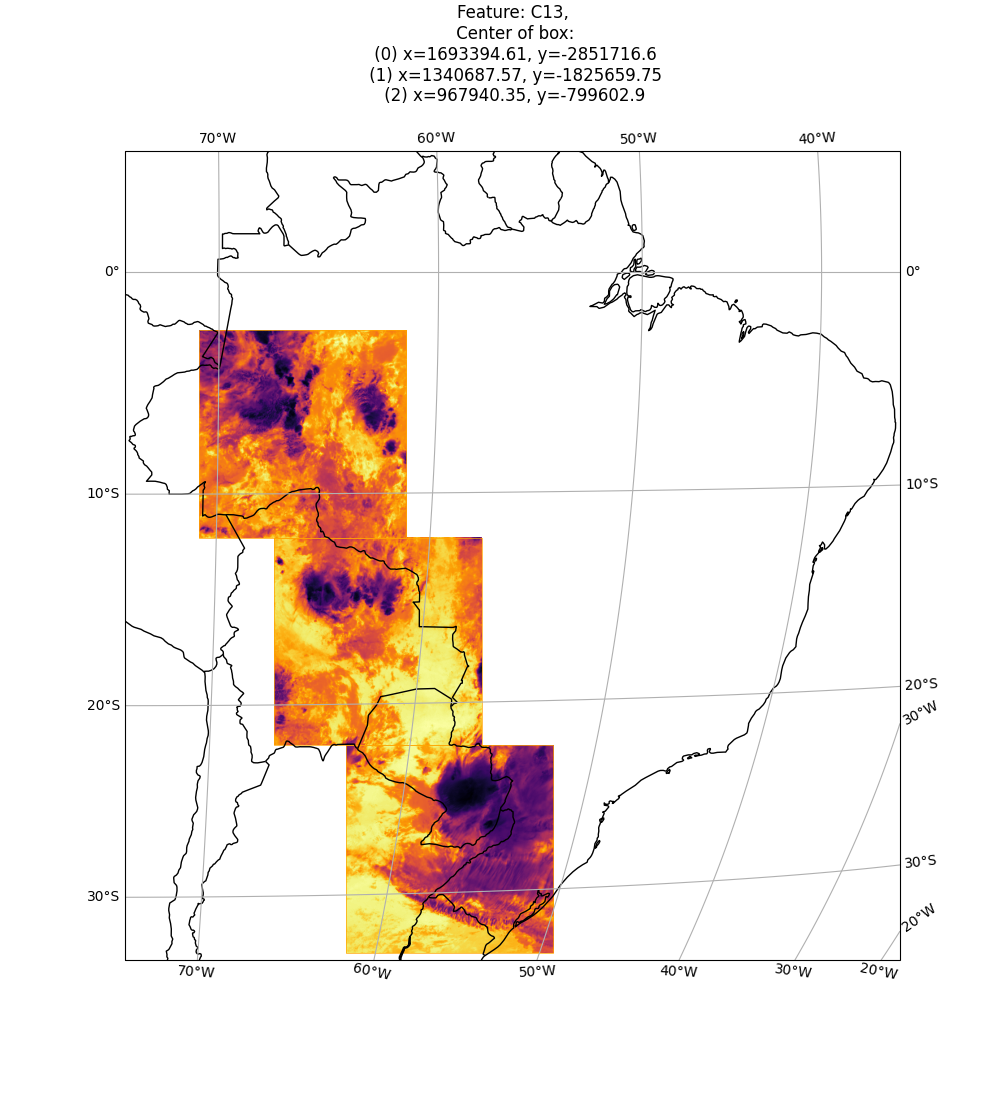 Feature: C13,
Center of box:
(0) x=1693394.61, y=-2851716.6
(1) x=1340687.57, y=-1825659.75
(2) x=967940.35, y=-799602.9
70°W 60°W 50°W 40°W
0° 0°
10°S 10°S
20°S 20°S
30°W
30°S 30°S
20°W
70°W 60°W 50°W 40°W 30°W 20°W